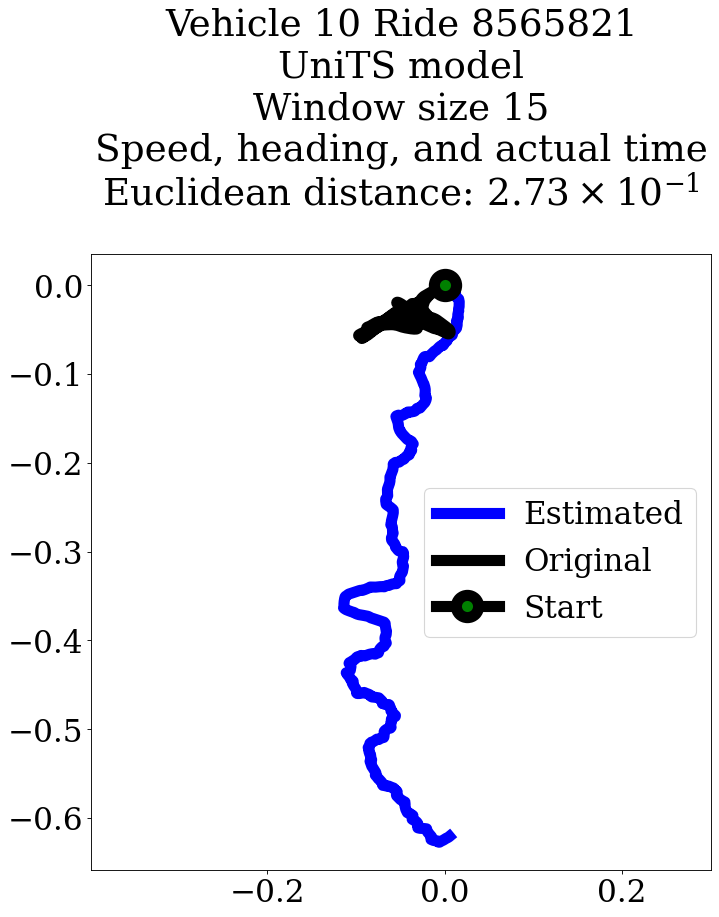 Vehicle 10 Ride 8565821
UniTS model
Window size 15
Speed, heading, and actual time
Euclidean distance: 2.73 × 10⁻¹
0.0
−0.1
−0.2
−0.3
−0.4
−0.5
−0.6
Estimated
Original
Start
−0.2 0.0 0.2